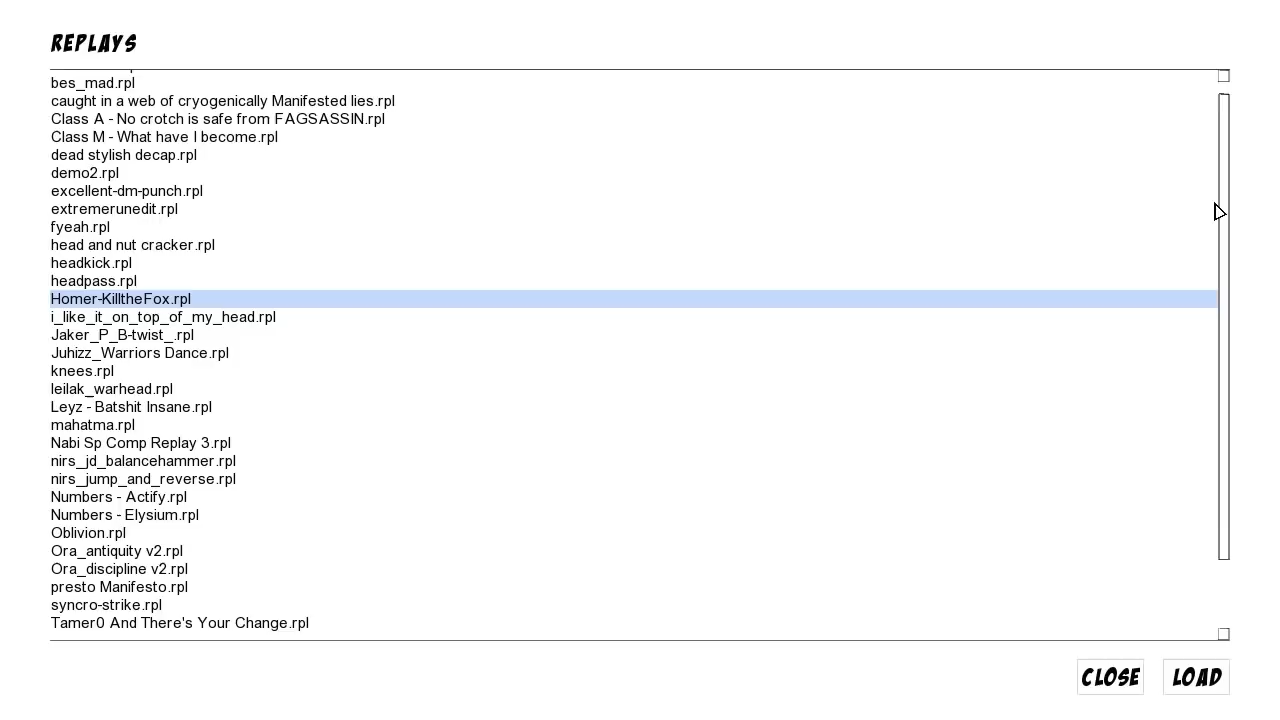 REPLAYS
bes_mad.rpl
caught in a web of cryogenically Manifested lies.rpl
Class A - No crotch is safe from FAGSASSIN.rpl
Class M - What have I become.rpl
dead stylish decap.rpl
demo2.rpl
excellent-dm-punch.rpl
extremerunedit.rpl
fyeah.rpl
head and nut cracker.rpl
headkick.rpl
headpass.rpl
Homer-KilltheFox.rpl
i_like_it_on_top_of_my_head.rpl
Jaker_P_B-twist_.rpl
Juhizz_Warriors Dance.rpl
knees.rpl
leilak_warhead.rpl
Leyz - Batshit Insane.rpl
mahatma.rpl
Nabi Sp Comp Replay 3.rpl
nirs_jd_balancehammer.rpl
nirs_jump_and_reverse.rpl
Numbers - Actify.rpl
Numbers - Elysium.rpl
Oblivion.rpl
Ora_antiquity v2.rpl
Ora_discipline v2.rpl
presto Manifesto.rpl
syncro-strike.rpl
Tamer0 And There's Your Change.rpl
CLOSE LOAD